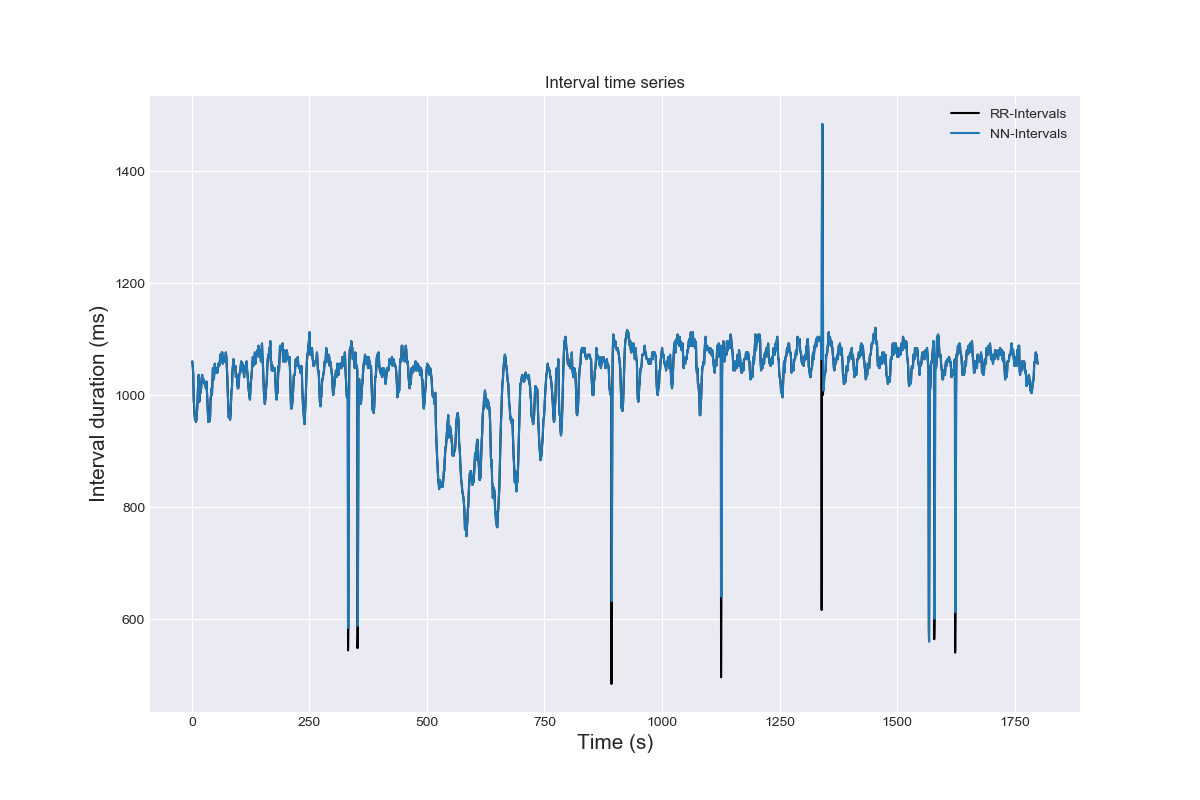 Interval time series
RR-Intervals
NN-Intervals
Interval duration (ms)
1400
1200
1000
800
600
0 250 500 750 1000 1250 1500 1750
Time (s)